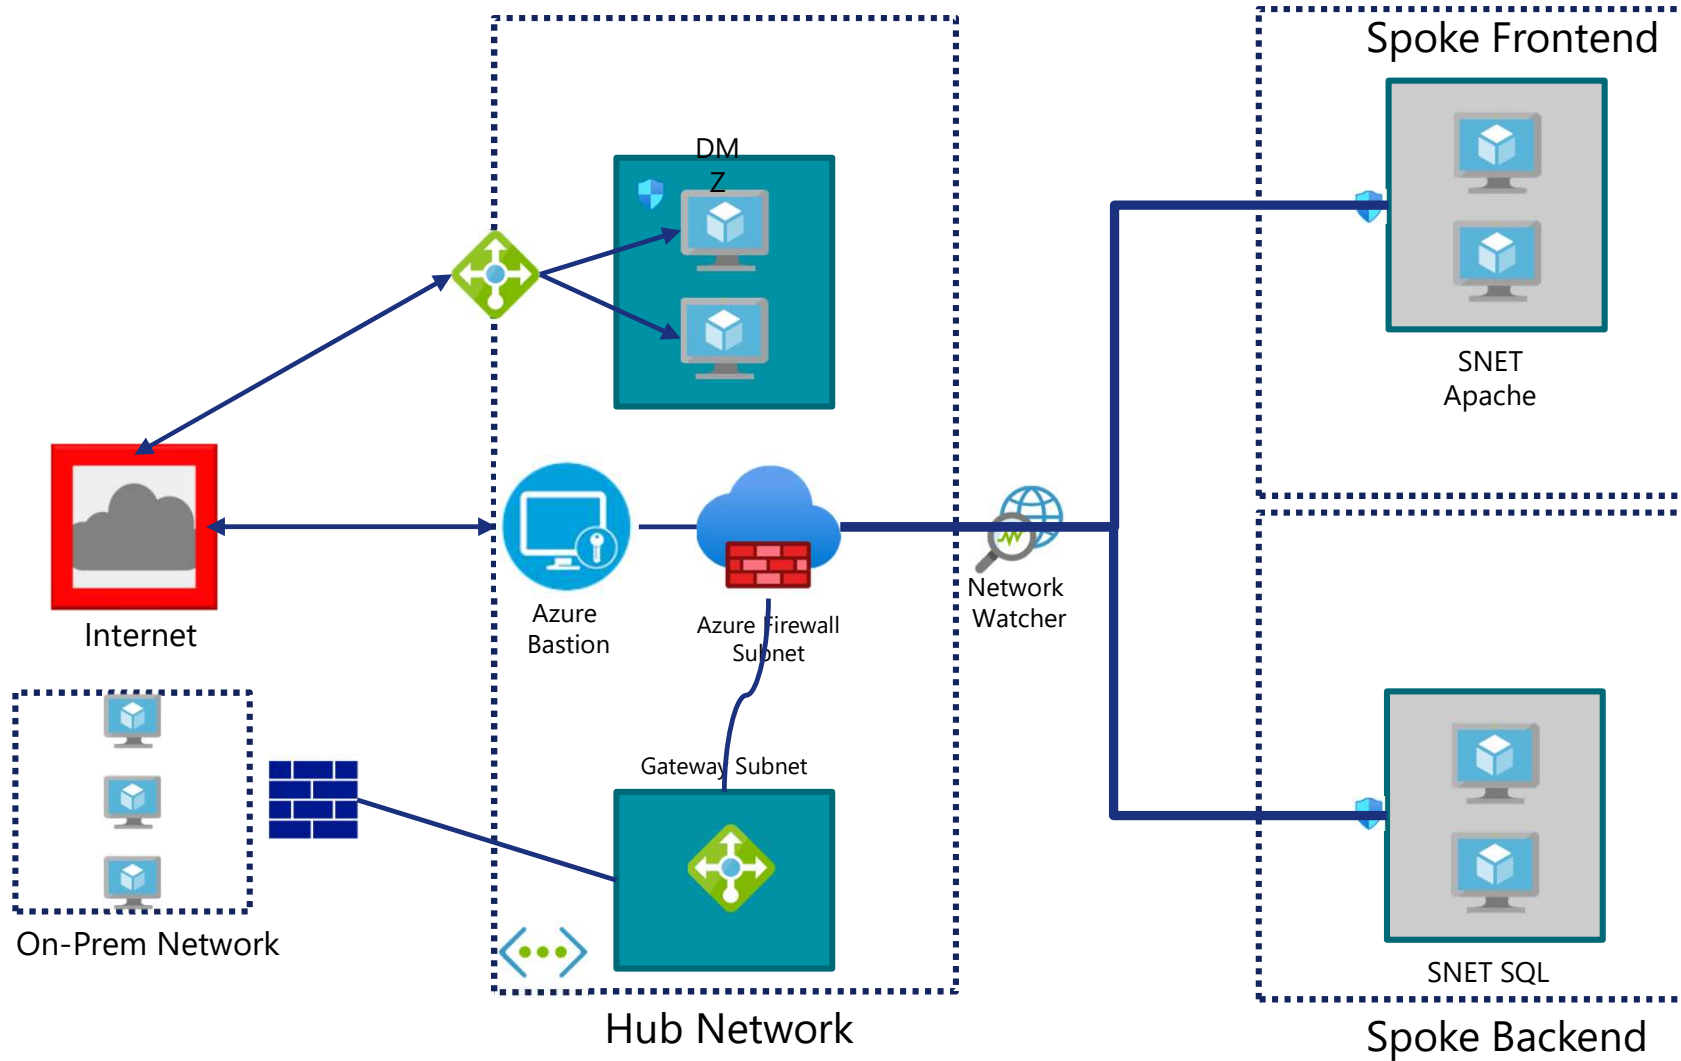 Spoke Frontend
DM
Z
SNET
Apache
Internet
Azure
Bastion
Azure Firewall
Subnet
Network
Watcher
Gateway Subnet
On-Prem Network
SNET SQL
Hub Network
Spoke Backend